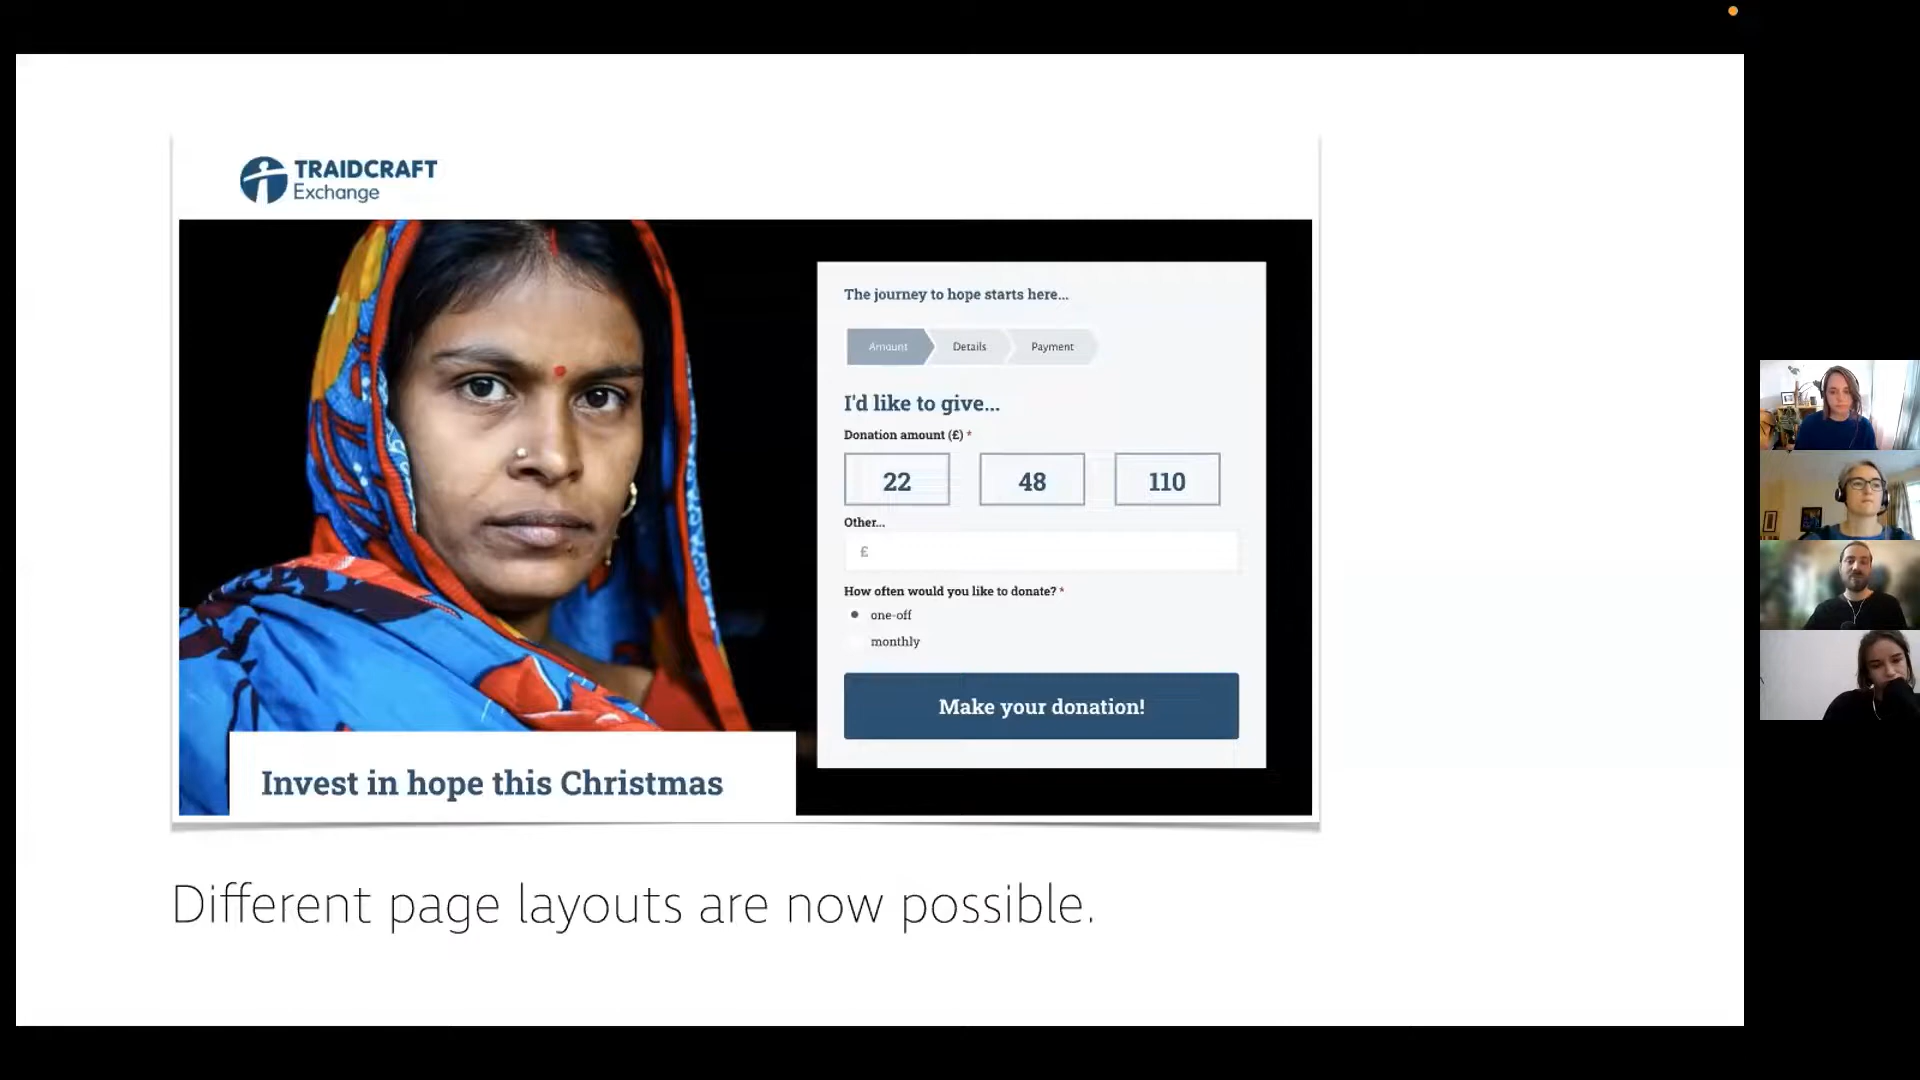 TRAIDCRAFT
Exchange
The journey to hope starts here...
Amount
Details
Payment
I'd like to give...
Donation amount (£) *
22
48
110
Other...
£
How often would you like to donate? *
one-off
monthly
Make your donation!
Invest in hope this Christmas
Different page layouts are now possible.